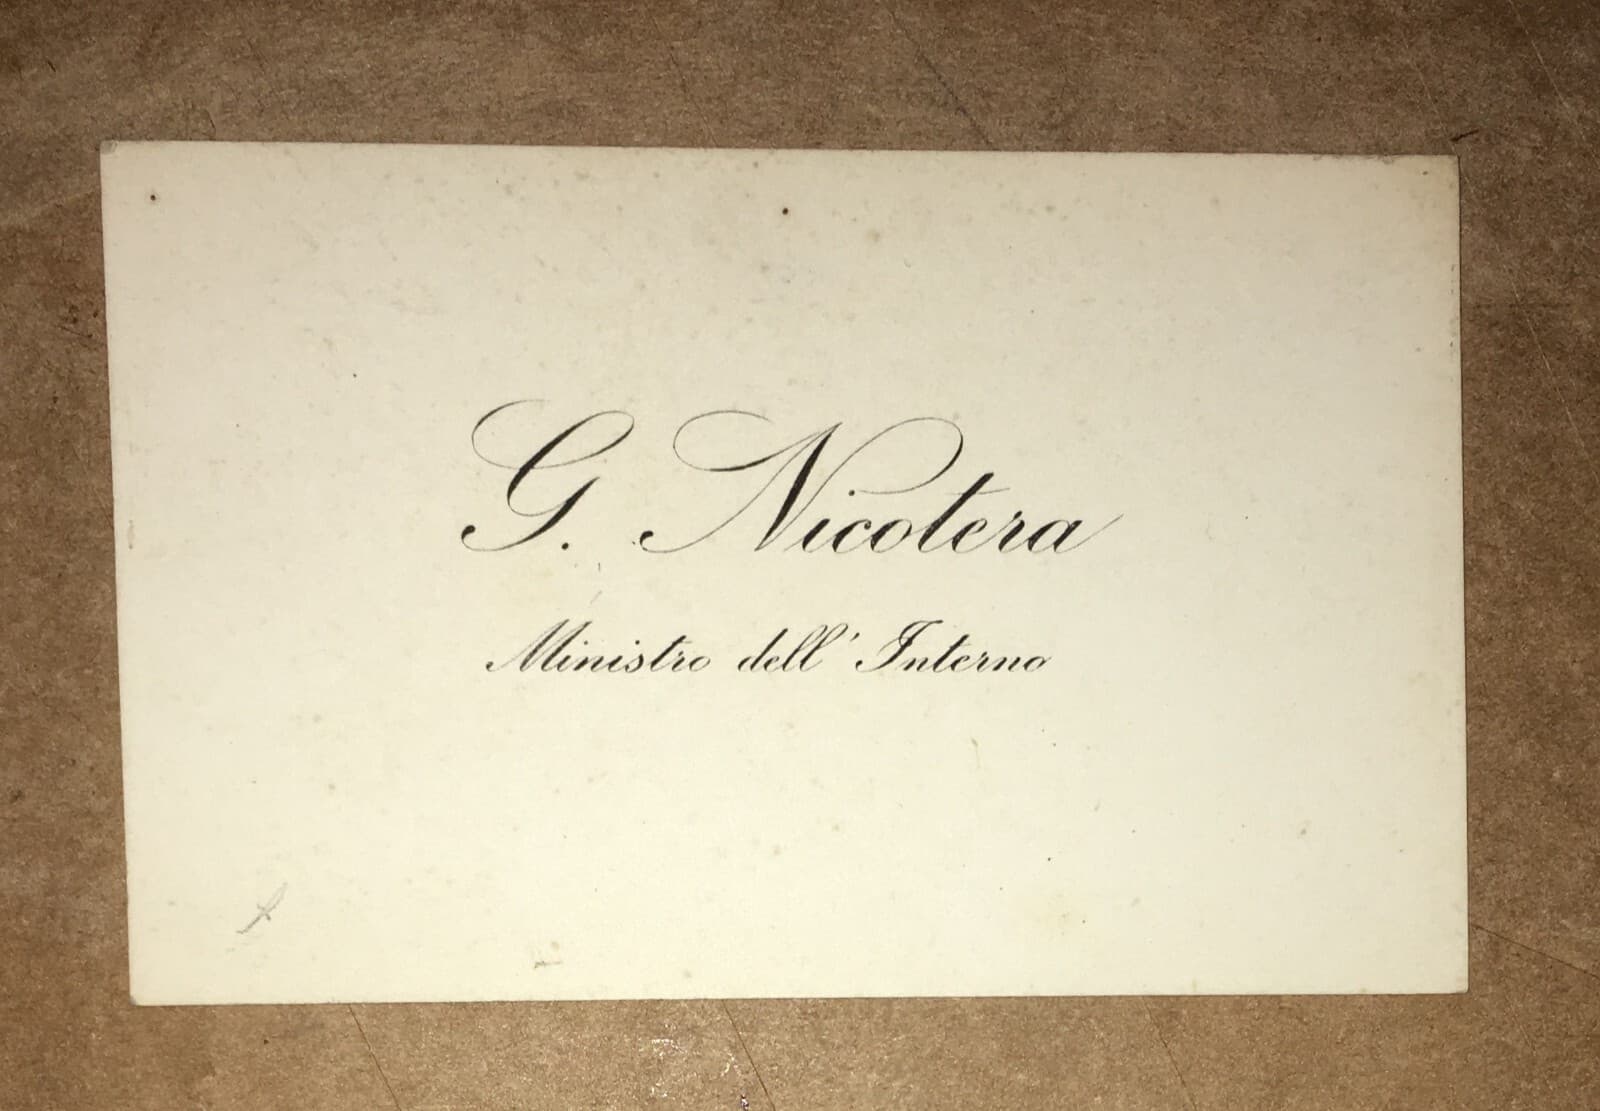 G. Nicotera
Ministro dell' Interno